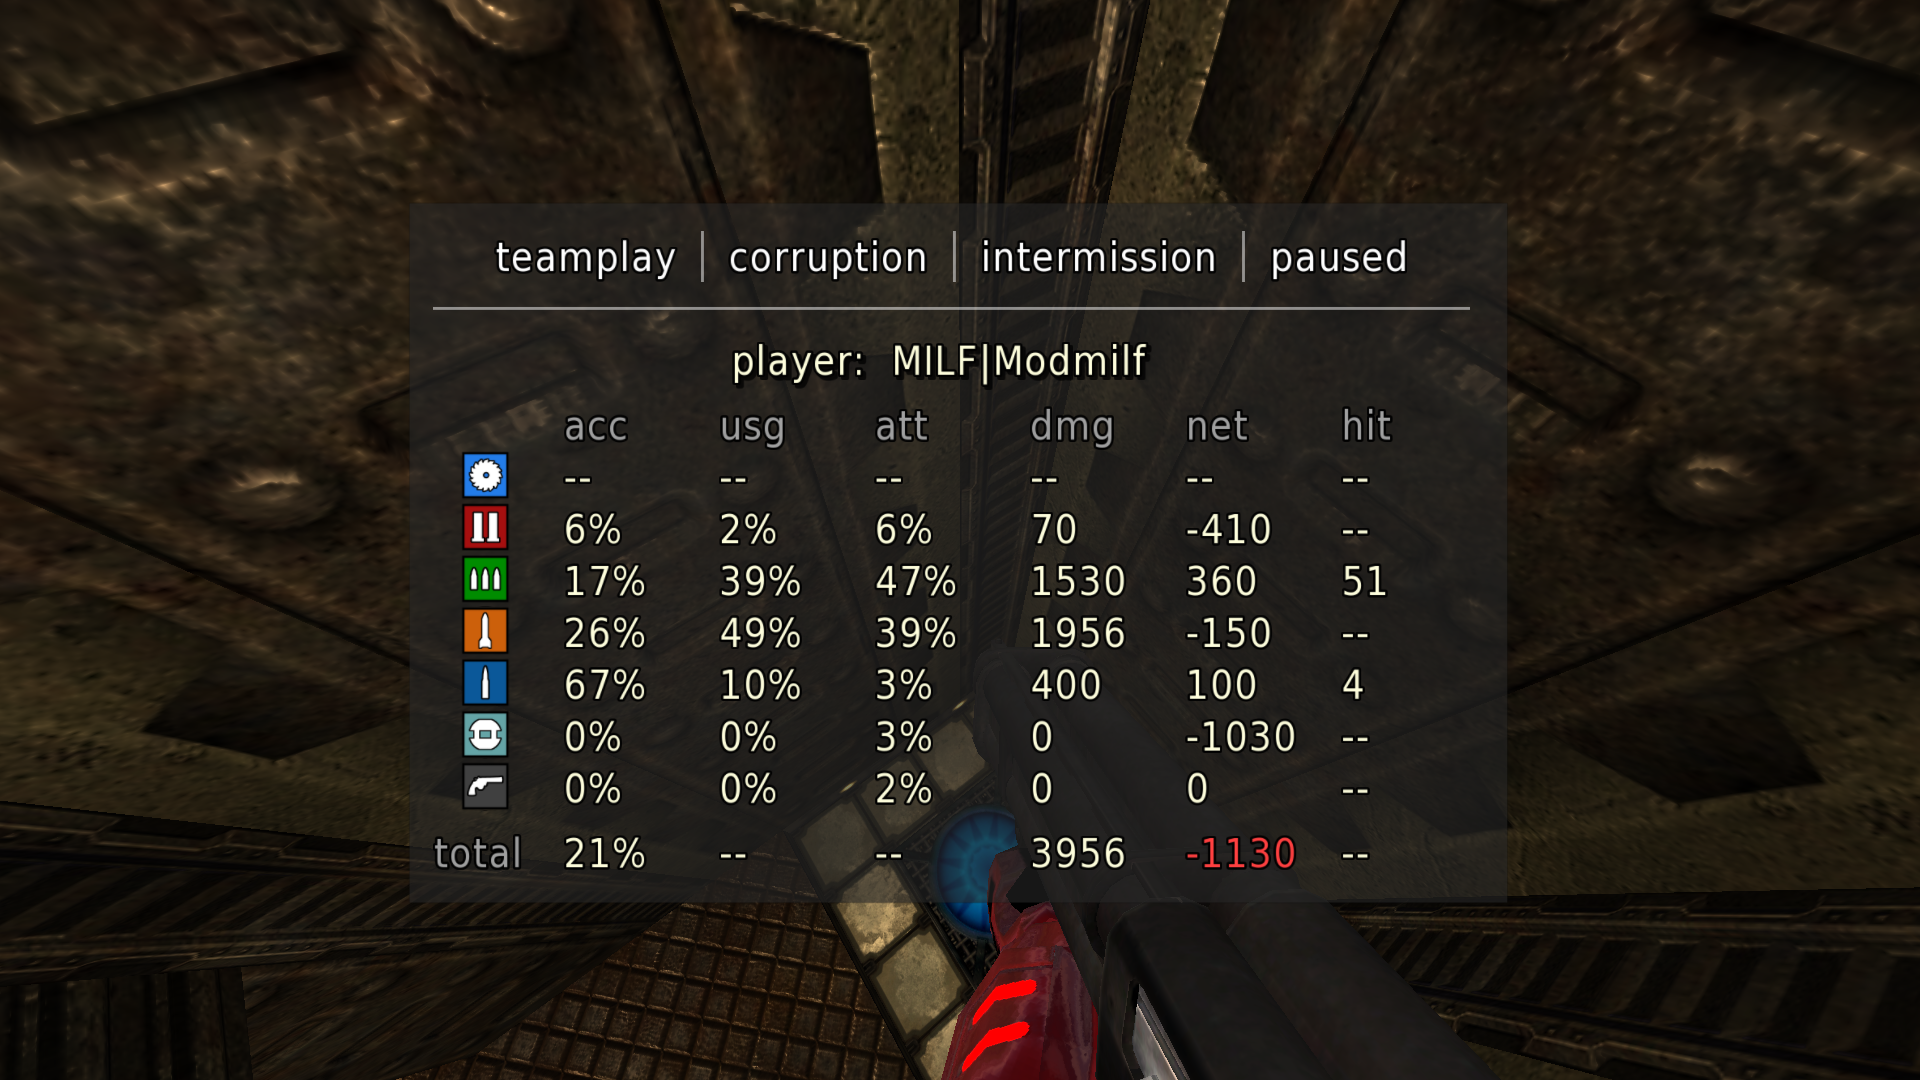 teamplay | corruption | intermission | paused
player: MILF|Modmilf
acc usg att dmg net hit
-- -- -- -- -- --
6% 2% 6% 70 -410 --
17% 39% 47% 1530 360 51
26% 49% 39% 1956 -150 --
67% 10% 3% 400 100 4
0% 0% 3% 0 -1030 --
0% 0% 2% 0 0 --
total 21% -- -- 3956 -1130 --